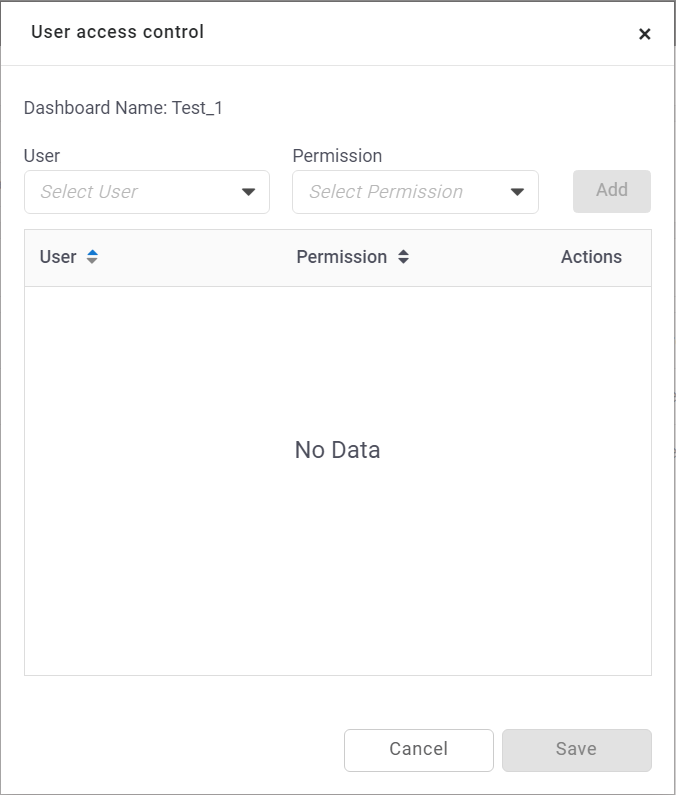 User access control
Dashboard Name: Test_1
User Permission
Select User Select Permission Add
User Permission Actions
No Data
Cancel Save